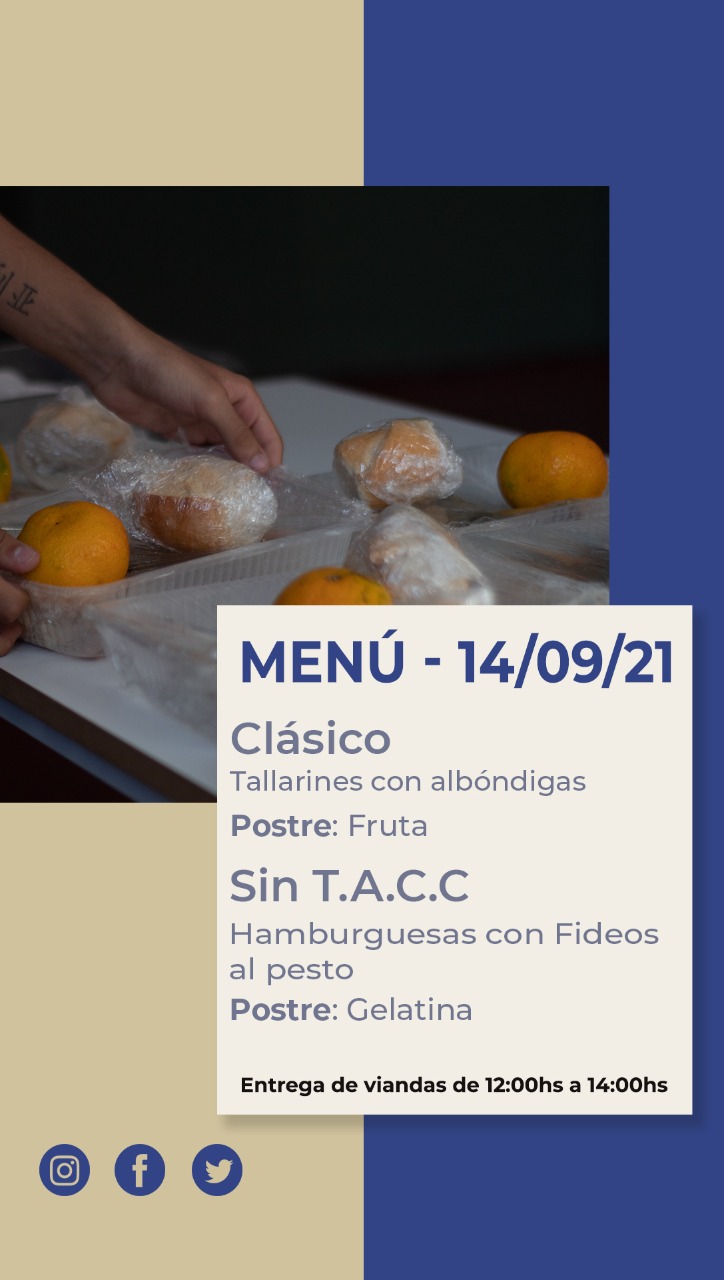 MENÚ - 14/09/21
Clásico
Tallarines con albóndigas
Postre: Fruta
Sin T.A.C.C
Hamburguesas con Fideos
al pesto
Postre: Gelatina
Entrega de viandas de 12:00hs a 14:00hs